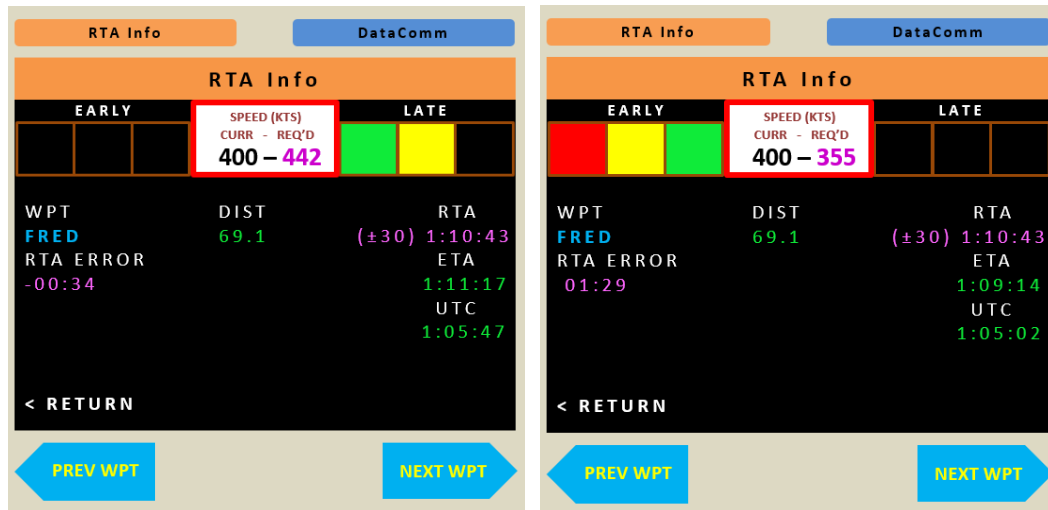 RTA Info DataComm
RTA Info
EARLY LATE
SPEED (KTS)
CURR - REQ'D
400 – 442
WPT DIST RTA
FRED 69.1 (±30) 1:10:43
RTA ERROR ETA
-00:34 1:11:17
UTC
1:05:47
< RETURN
PREV WPT NEXT WPT
RTA Info DataComm
RTA Info
EARLY LATE
SPEED (KTS)
CURR - REQ'D
400 – 355
WPT DIST RTA
FRED 69.1 (±30) 1:10:43
RTA ERROR ETA
01:29 1:09:14
UTC
1:05:02
< RETURN
PREV WPT NEXT WPT